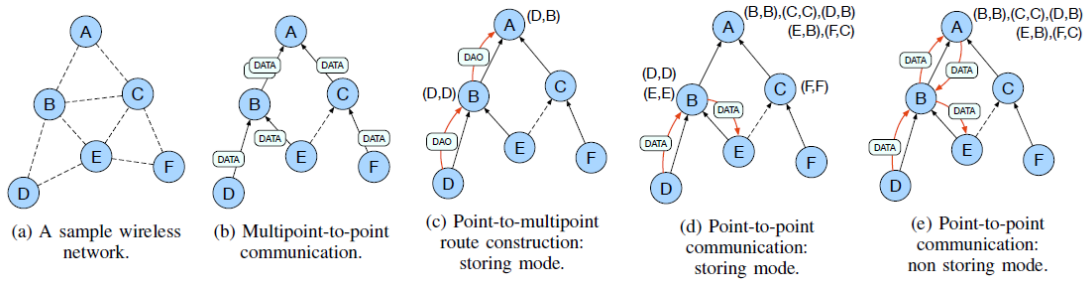 A
B
C
E
F
D
(a) A sample wireless
network.
A
B
C
E
F
D
DATA
DATA
DATA
DATA
DATA
(b) Multipoint-to-point
communication.
A
(D,B)
DAO
(D,D)
B
C
DAO
E
F
D
(c) Point-to-multipoint
route construction:
storing mode.
A
(B,B),(C,C),(D,B)
(E,B),(F,C)
(D,D)
(E,E)
B
C
(F,F)
DATA
DATA
E
F
D
(d) Point-to-point
communication:
storing mode.
A
(B,B),(C,C),(D,B)
(E,B),(F,C)
DATA
DATA
B
C
DATA
DATA
E
F
D
(e) Point-to-point
communication:
non storing mode.